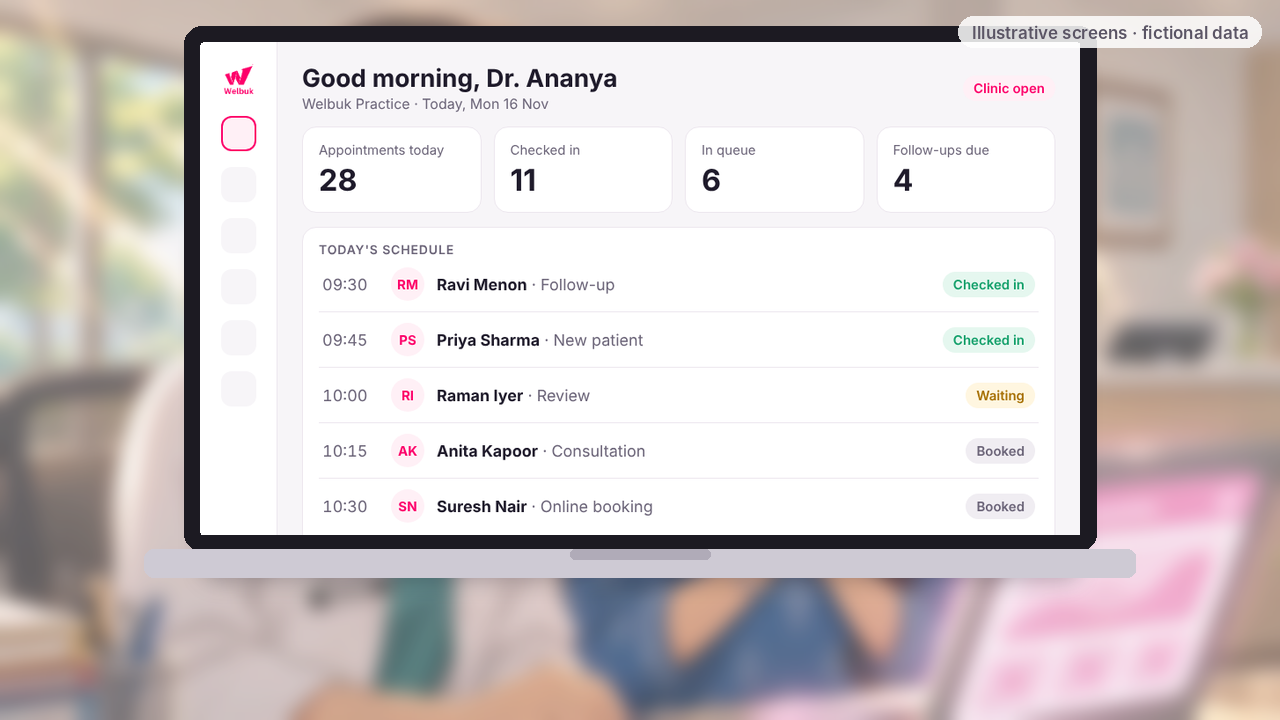 Illustrative screens · fictional data
Welbuk
Good morning, Dr. Ananya
Welbuk Practice · Today, Mon 16 Nov
Clinic open
Appointments today
28
Checked in
11
In queue
6
Follow-ups due
4
TODAY'S SCHEDULE
09:30 RM Ravi Menon · Follow-up Checked in
09:45 PS Priya Sharma · New patient Checked in
10:00 RI Raman Iyer · Review Waiting
10:15 AK Anita Kapoor · Consultation Booked
10:30 SN Suresh Nair · Online booking Booked